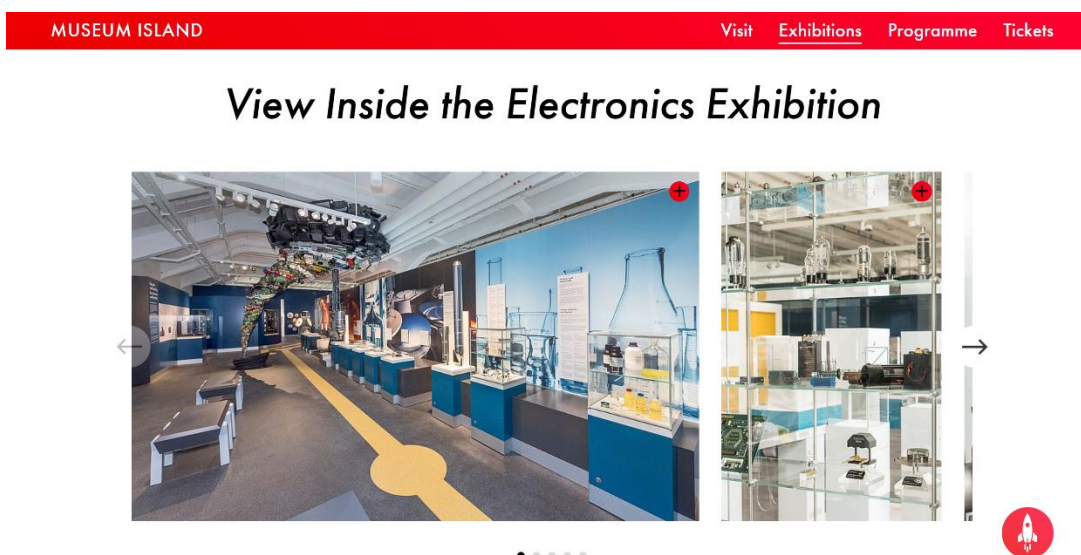 MUSEUM ISLAND
Visit Exhibitions Programme Tickets
View Inside the Electronics Exhibition